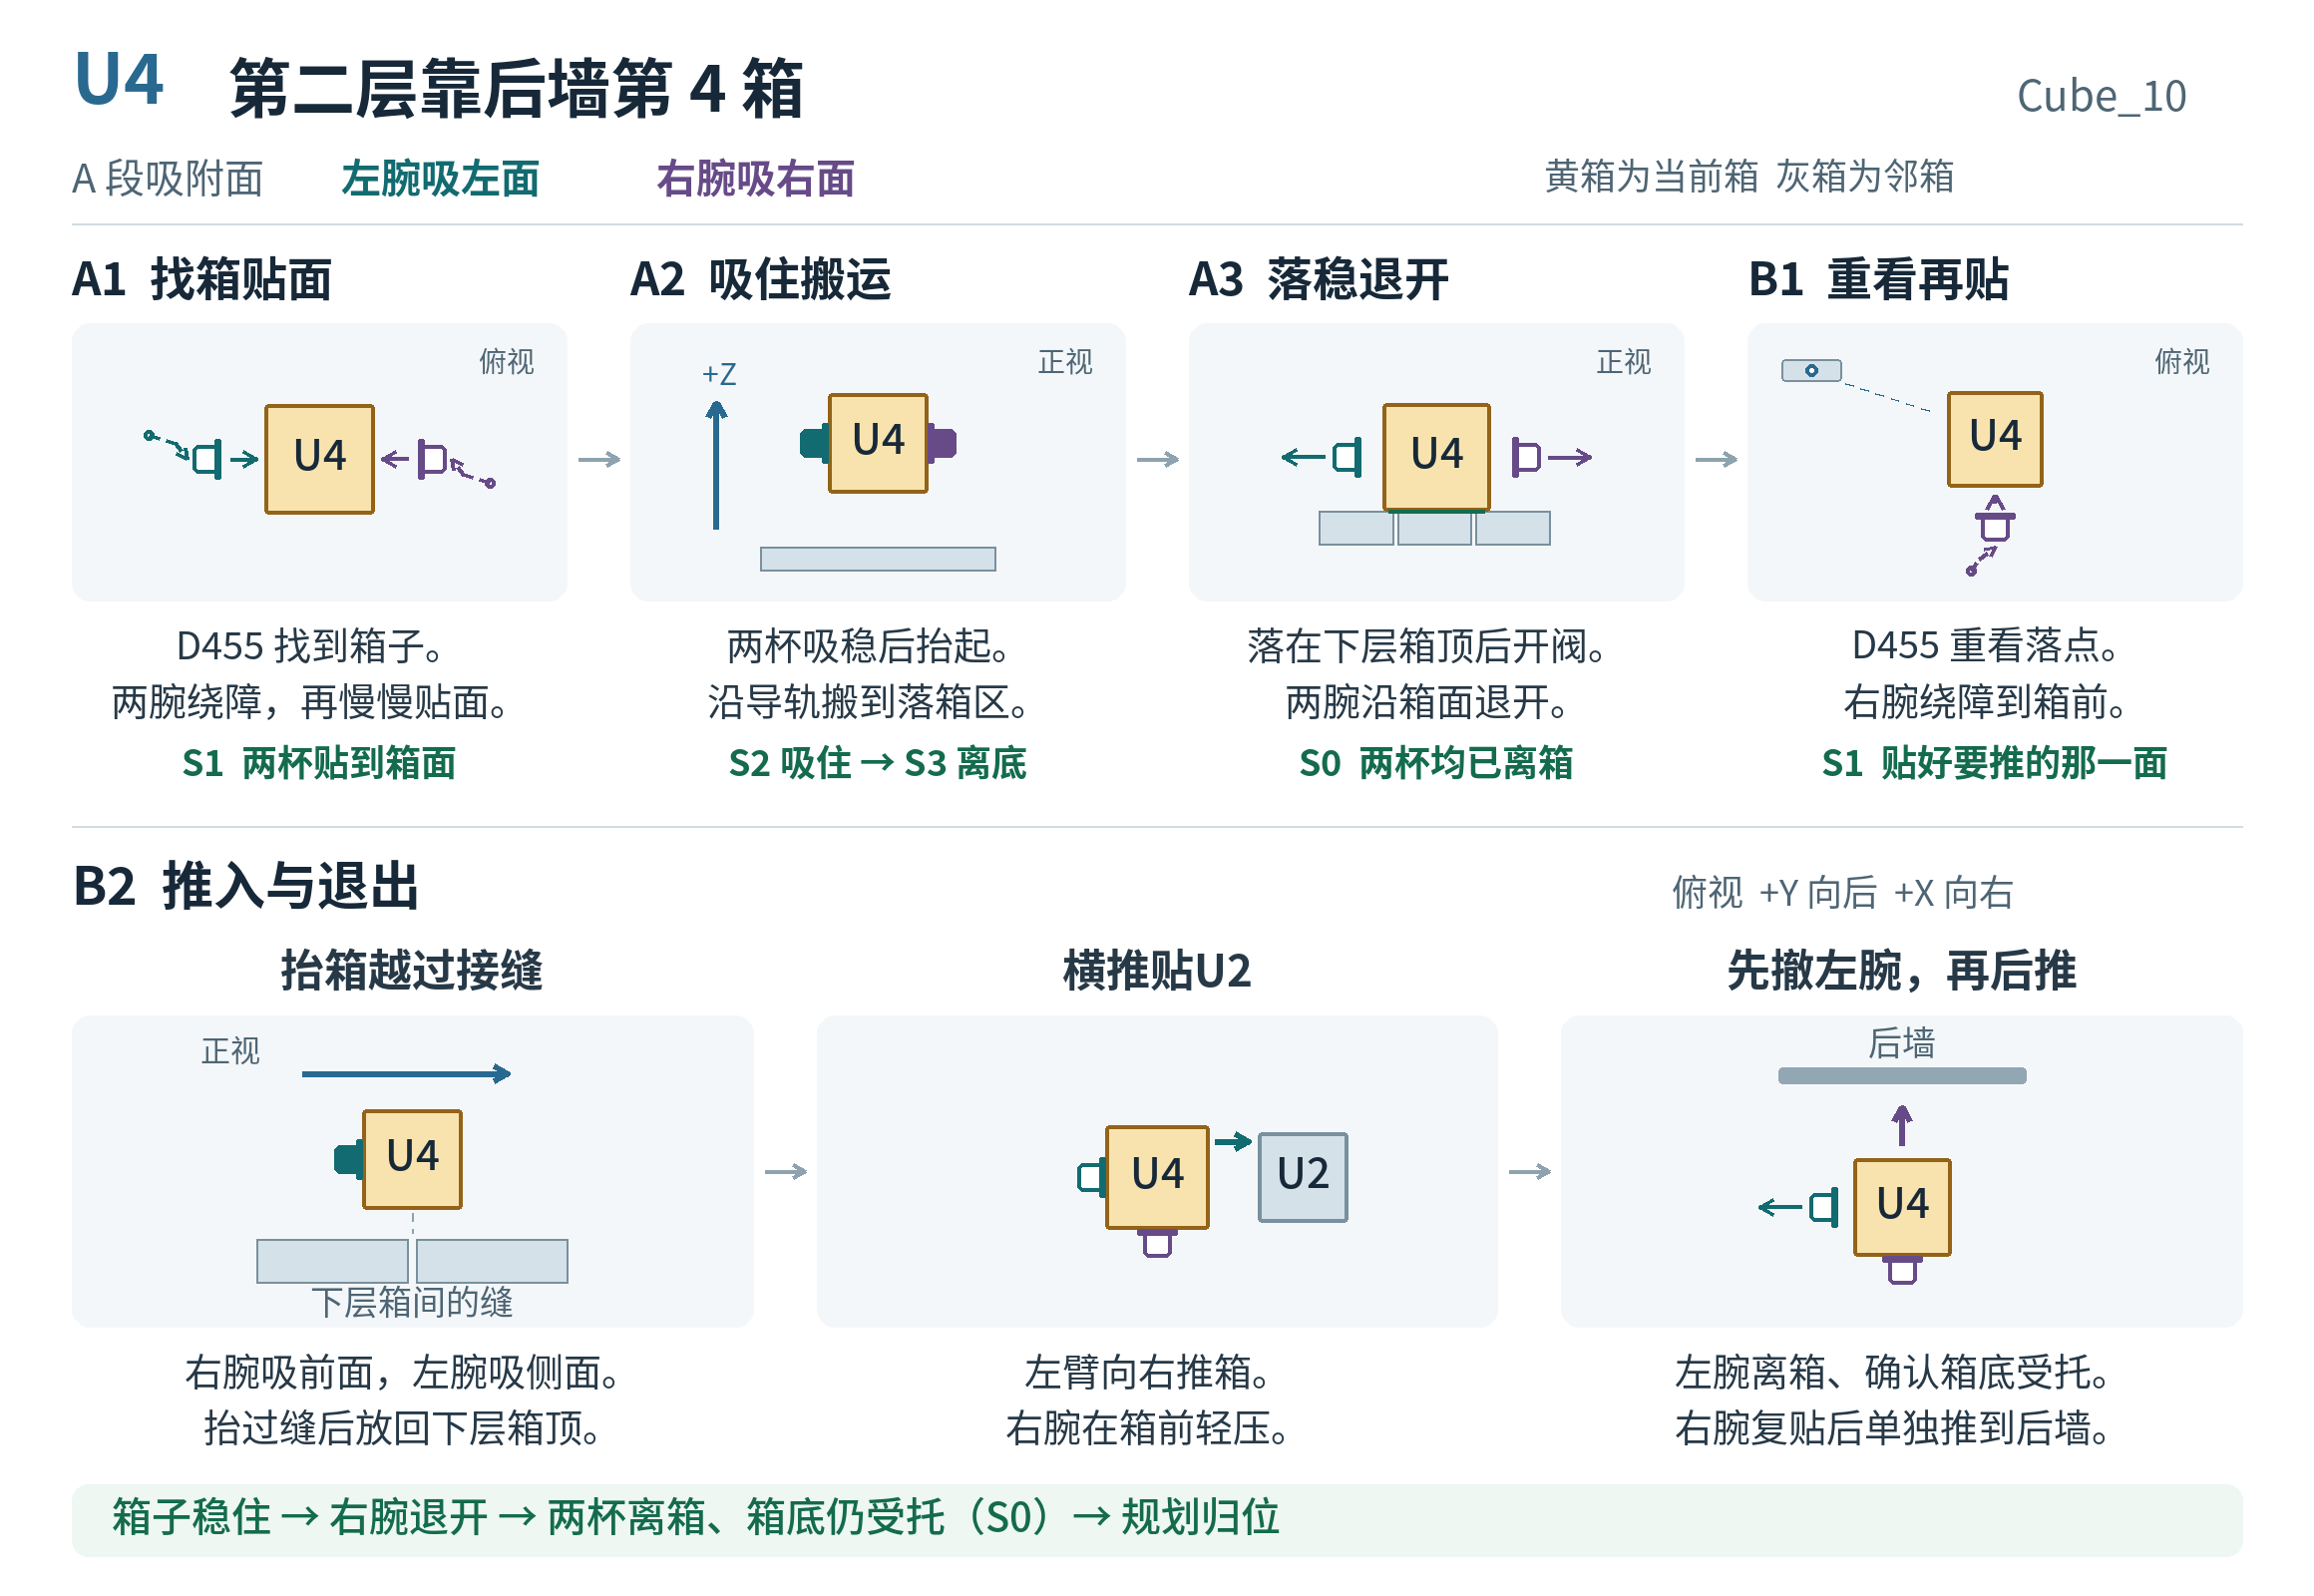 U4 第二层靠后墙第 4 箱
Cube_10
A 段吸附面 左腕吸左面 右腕吸右面
黄箱为当前箱 灰箱为邻箱
A1 找箱贴面
俯视
U4
D455 找到箱子。
两腕绕障，再慢慢贴面。
S1 两杯贴到箱面
A2 吸住搬运
+Z
正视
U4
两杯吸稳后抬起。
沿导轨搬到落箱区。
S2 吸住 → S3 离底
A3 落稳退开
正视
U4
落在下层箱顶后开阀。
两腕沿箱面退开。
S0 两杯均已离箱
B1 重看再贴
俯视
U4
D455 重看落点。
右腕绕障到箱前。
S1 贴好要推的那一面
B2 推入与退出
俯视 +Y 向后 +X 向右
抬箱越过接缝
正视
U4
下层箱间的缝
右腕吸前面，左腕吸侧面。
抬过缝后放回下层箱顶。
横推贴U2
U4
U2
左臂向右推箱。
右腕在箱前轻压。
先撤左腕，再后推
后墙
U4
左腕离箱、确认箱底受托。
右腕复贴后单独推到后墙。
箱子稳住 → 右腕退开 → 两杯离箱、箱底仍受托（S0）→ 规划归位